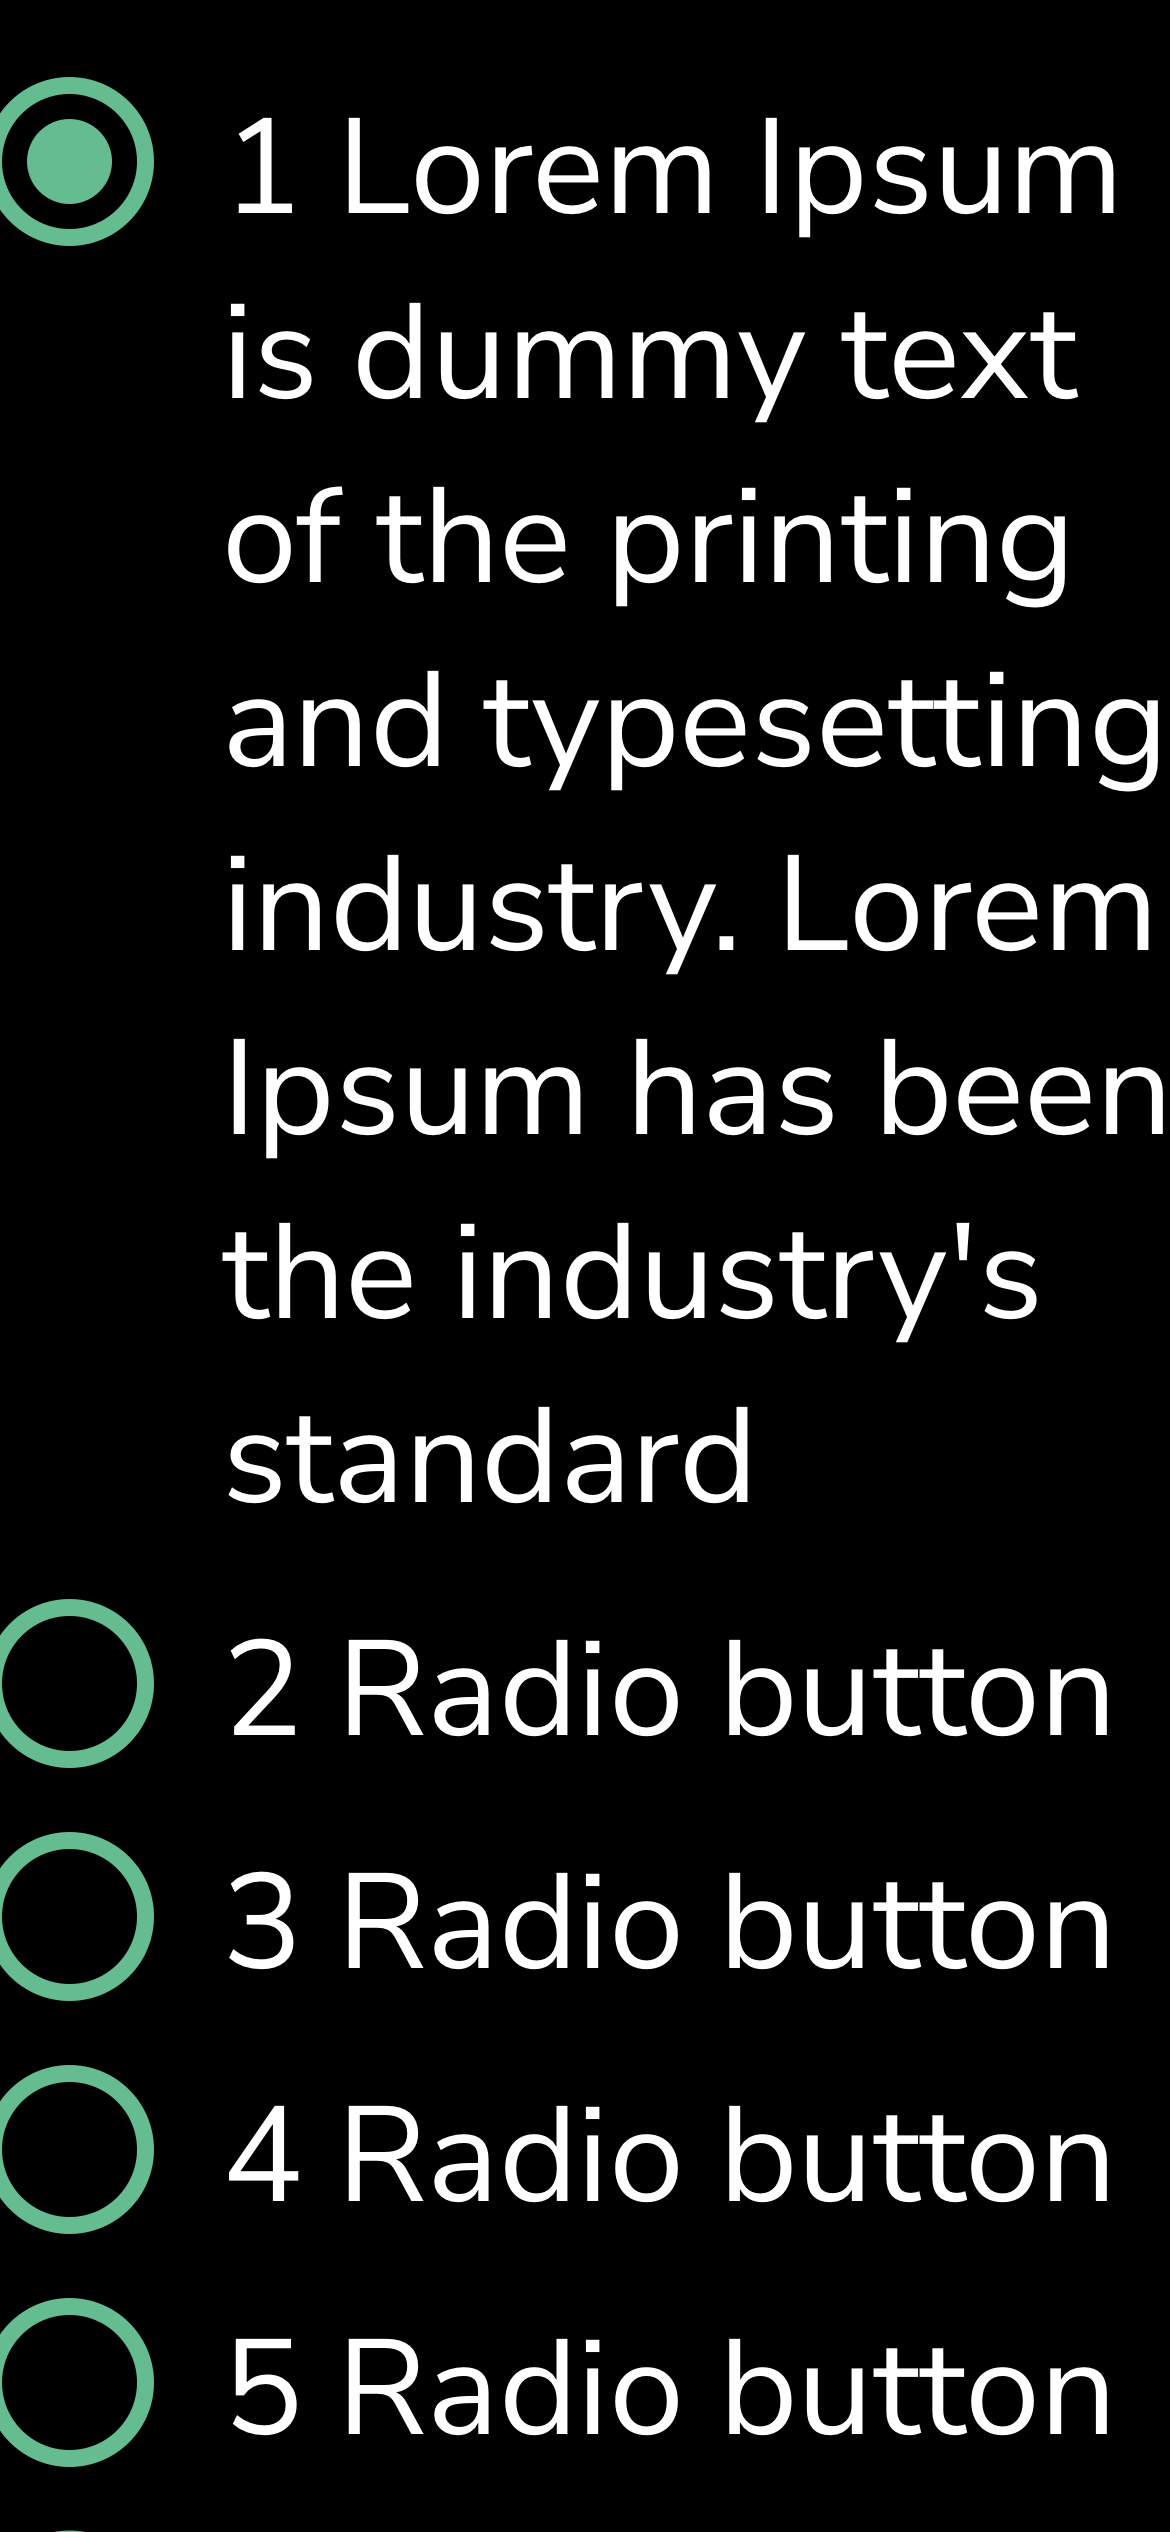 1 Lorem Ipsum
is dummy text
of the printing
and typesetting
industry. Lorem
Ipsum has been
the industry's
standard
2 Radio button
3 Radio button
4 Radio button
5 Radio button